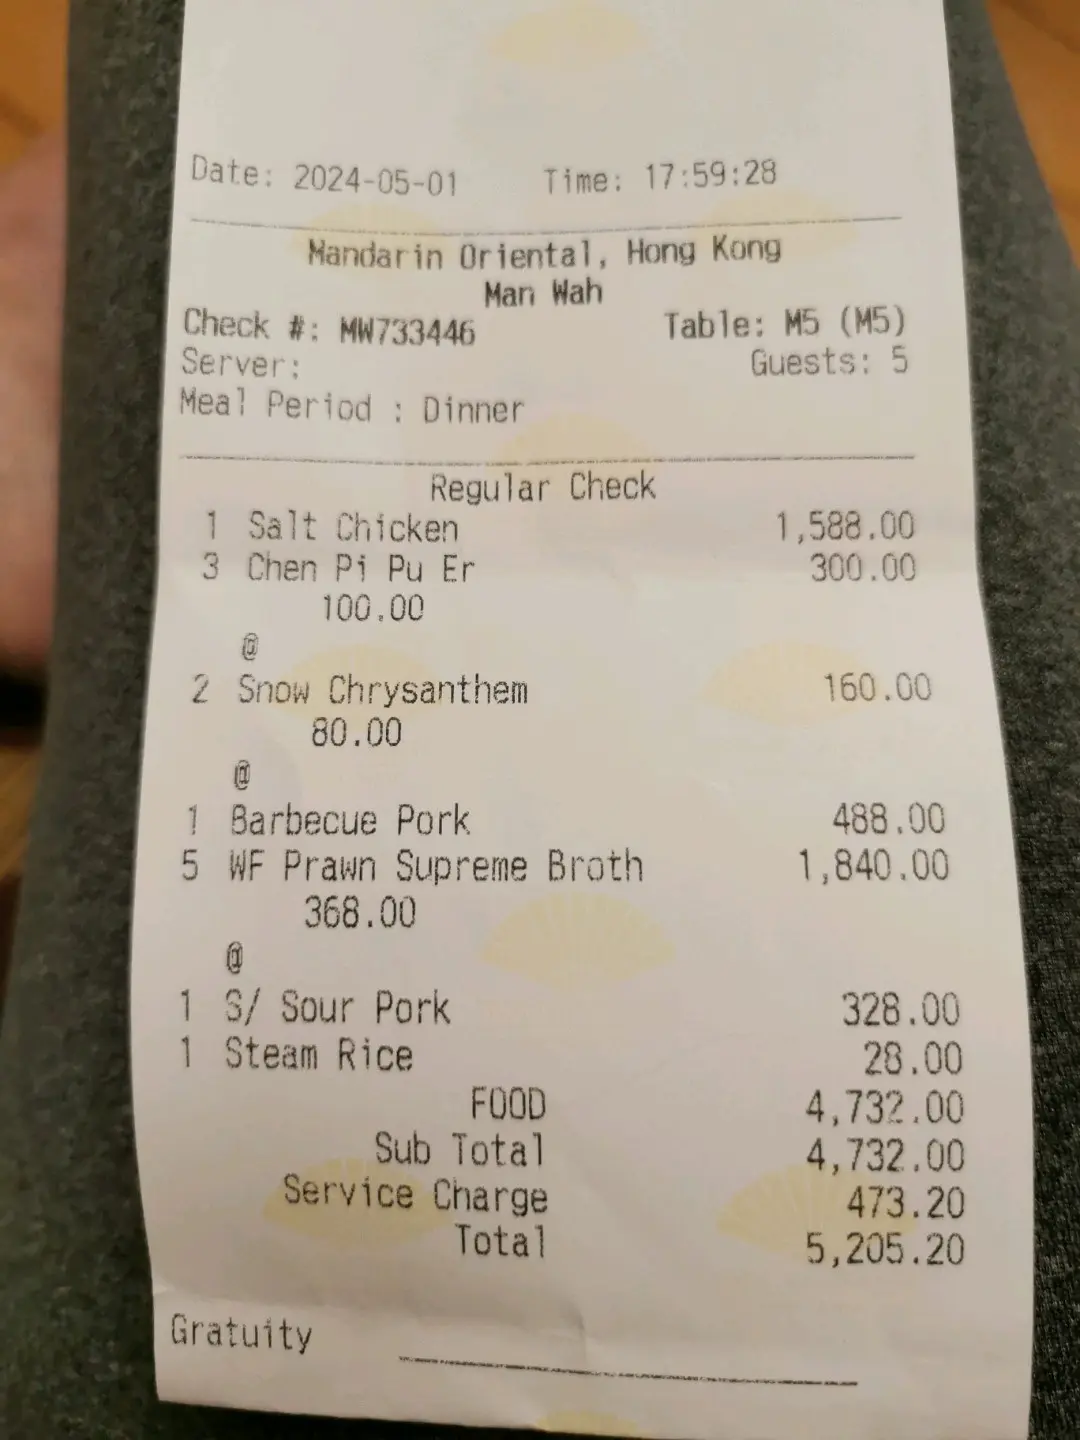 Date: 2024-05-01 Time: 17:59:28
Mandarin Oriental, Hong Kong
Man Wah
Check #: MW733446 Table: M5 (M5)
Server: Guests: 5
Meal Period : Dinner
Regular Check
1 Salt Chicken 1,588.00
3 Chen Pi Pu Er 300.00
100.00
@
2 Snow Chrysanthem 160.00
80.00
@
1 Barbecue Pork 488.00
5 WF Prawn Supreme Broth 1,840.00
368.00
@
1 S/ Sour Pork 328.00
1 Steam Rice 28.00
FOOD 4,732.00
Sub Total 4,732.00
Service Charge 473.20
Total 5,205.20
Gratuity